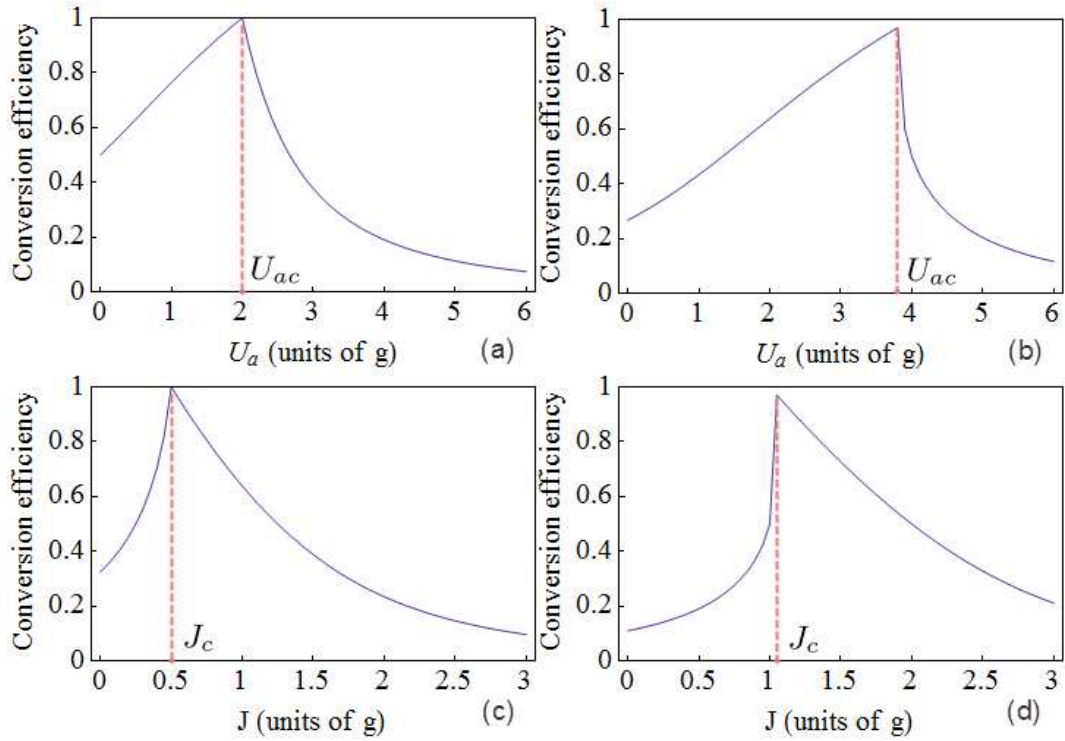 Conversion efficiency
1
0.8
0.6
0.4
0.2
0
0 1 2 3 4 5 6
U_ac
U_a (units of g) (a)
Conversion efficiency
1
0.8
0.6
0.4
0.2
0
0 1 2 3 4 5 6
U_ac
U_a (units of g) (b)
Conversion efficiency
1
0.8
0.6
0.4
0.2
0
0 0.5 1 1.5 2 2.5 3
J_c
J (units of g) (c)
Conversion efficiency
1
0.8
0.6
0.4
0.2
0
0 0.5 1 1.5 2 2.5 3
J_c
J (units of g) (d)